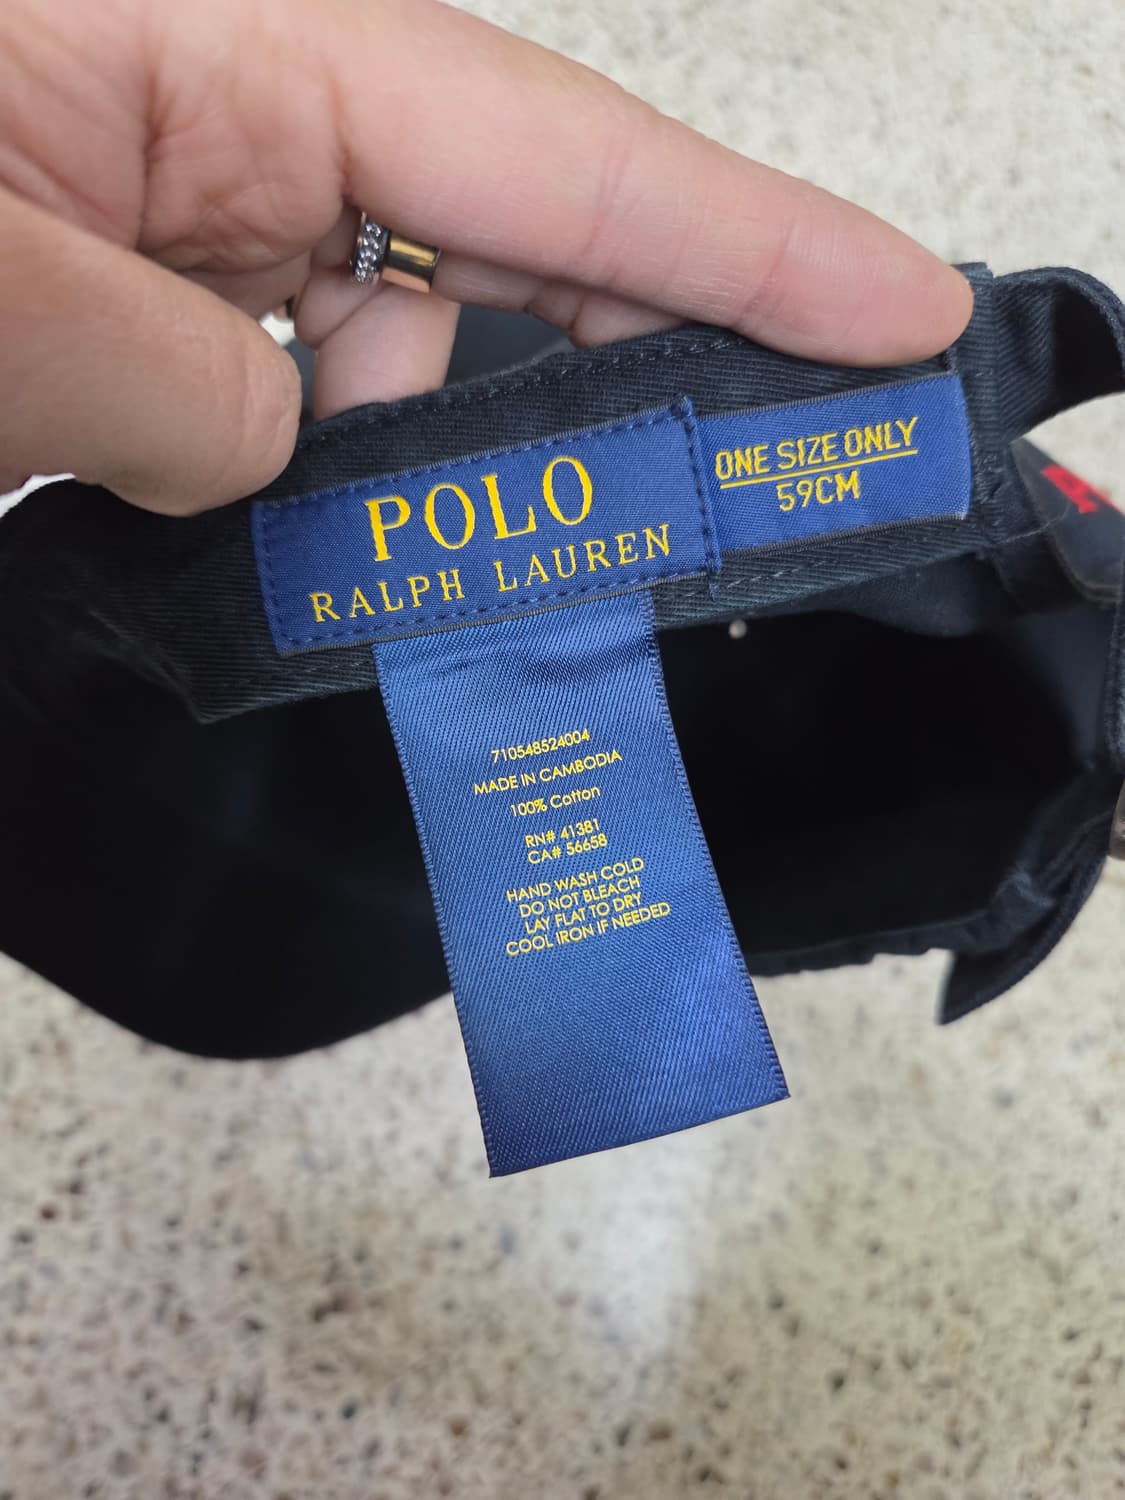 POLO
RALPH LAUREN
ONE SIZE ONLY
59CM
710548524004
MADE IN CAMBODIA
100% Cotton
RN# 41381
CA# 56658
HAND WASH COLD
DO NOT BLEACH
LAY FLAT TO DRY
COOL IRON IF NEEDED